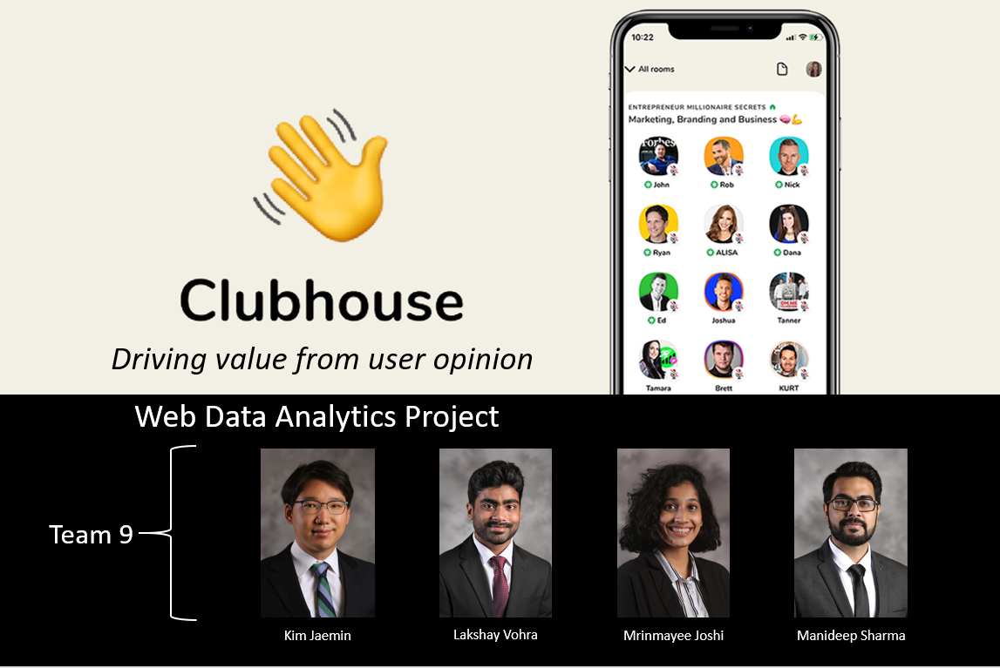 10:22
All rooms
ENTREPRENEUR MILLIONAIRE SECRETS
Marketing, Branding and Business
Forbes
John
Rob
Nick
Ryan
ALISA
Dana
Ed
Joshua
Tanner
Tamara
Brett
KURT
Clubhouse
Driving value from user opinion
Web Data Analytics Project
Team 9
Kim Jaemin
Lakshay Vohra
Mrinmayee Joshi
Manideep Sharma